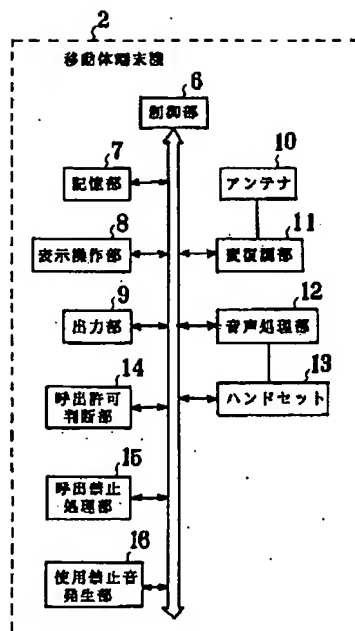 2
移動体端末機
6
制御部
7
記憶部
10
アンテナ
8
表示操作部
11
変復調部
9
出力部
12
音声処理部
14
呼出許可
判断部
13
ハンドセット
15
呼出禁止
処理部
16
使用禁止音
発生部